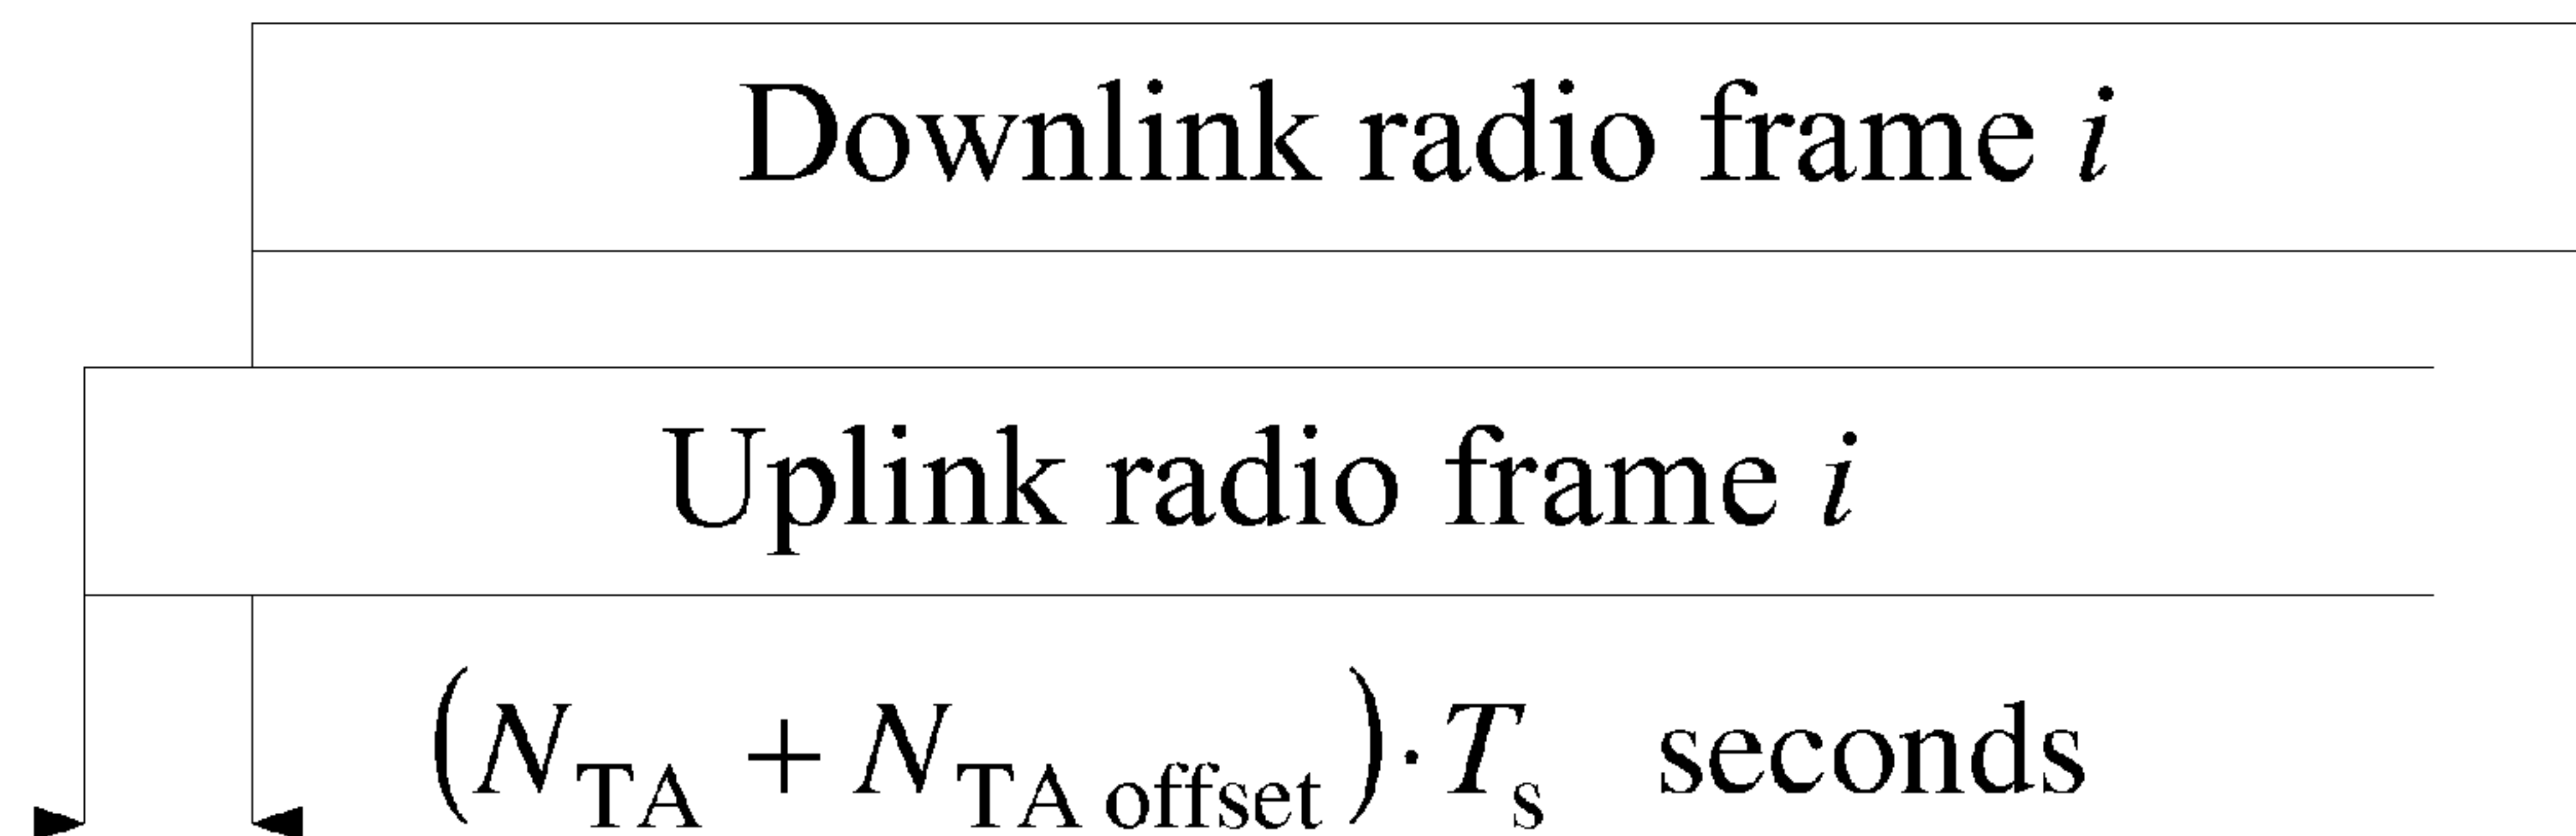 Downlink radio frame i
Uplink radio frame i
(N_TA + N_TA offset) · T_s seconds